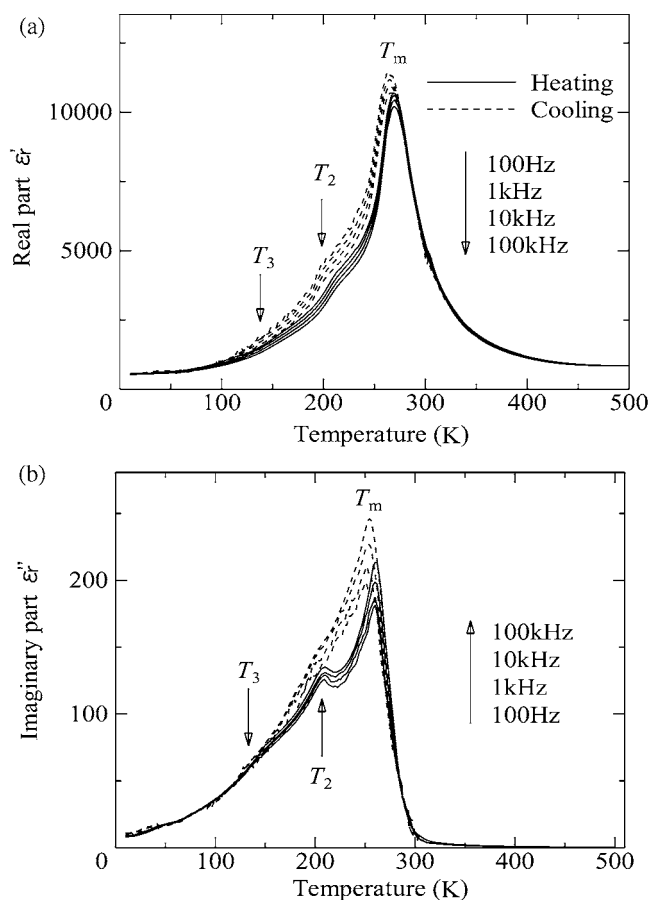 (a)
Real part εr'
10000
5000
0
Tm
T2
T3
Heating
Cooling
100Hz
1kHz
10kHz
100kHz
0 100 200 300 400 500
Temperature (K)
(b)
Imaginary part εr''
200
100
0
Tm
T3
T2
100kHz
10kHz
1kHz
100Hz
0 100 200 300 400 500
Temperature (K)